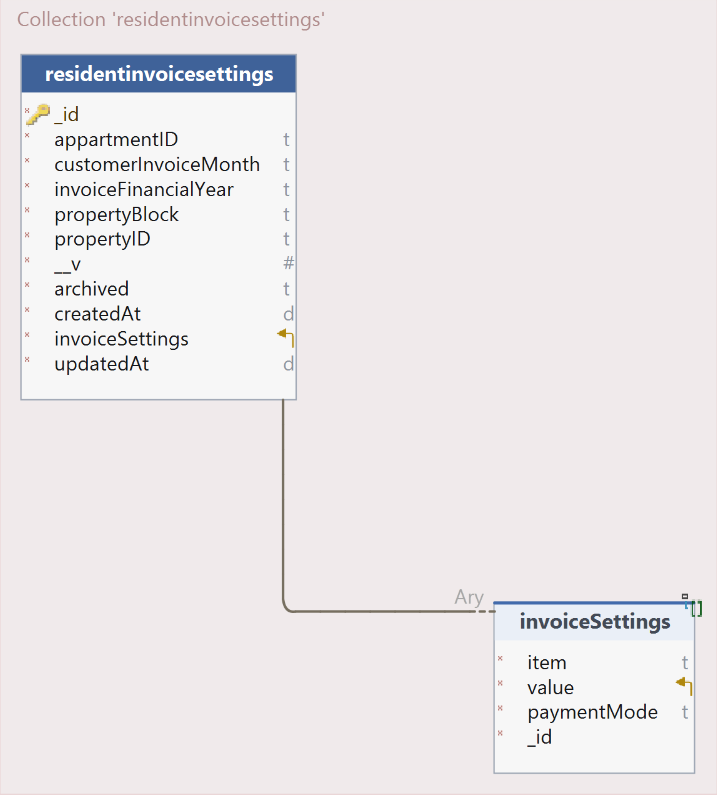 Collection 'residentinvoicesettings'
residentinvoicesettings
* _id
* appartmentID t
* customerInvoiceMonth t
* invoiceFinancialYear t
* propertyBlock t
* propertyID t
* __v #
* archived t
* createdAt d
* invoiceSettings
* updatedAt d
Ary
invoiceSettings
* item t
* value
* paymentMode t
* _id